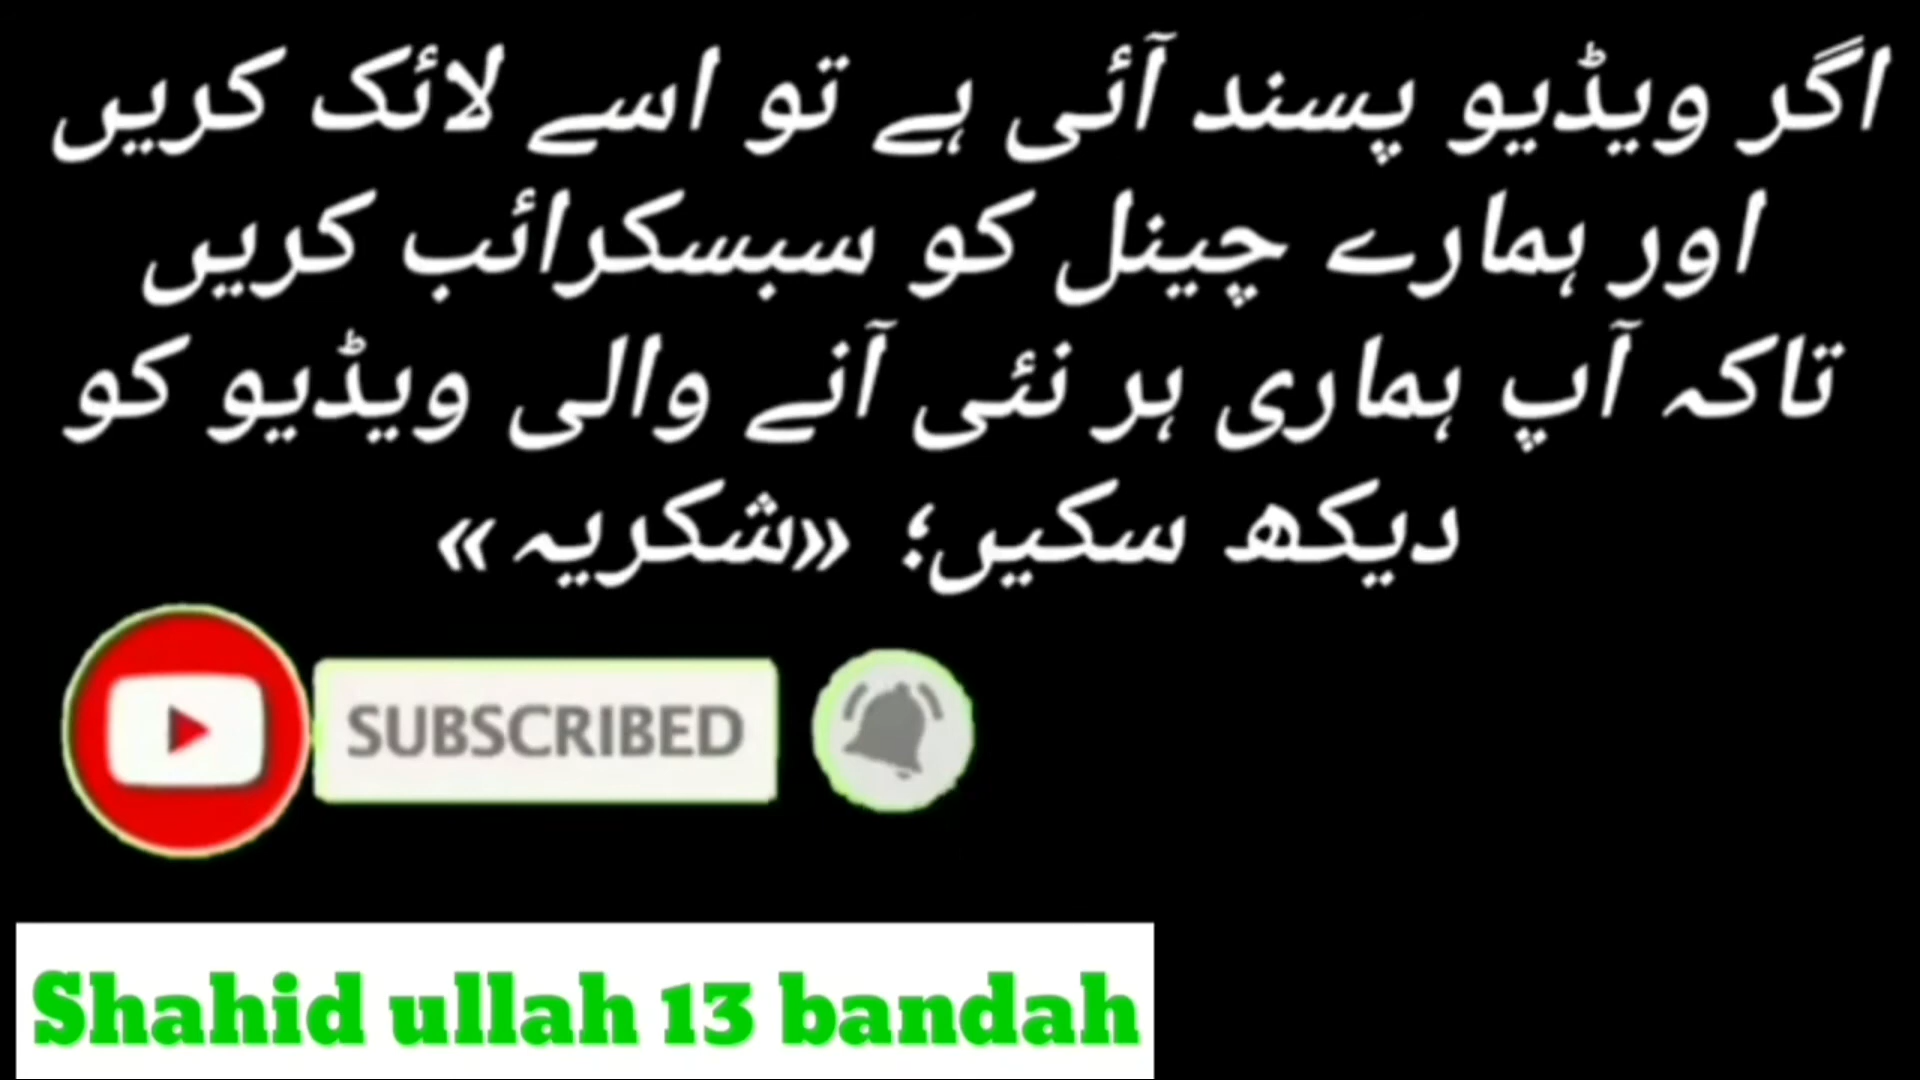 اگر ویڈیو پسند آئی ہے تو اسے لائک کریں
اور ہمارے چینل کو سبسکرائب کریں
تاکہ آپ ہماری ہر نئی آنے والی ویڈیو کو
دیکھ سکیں؛ «شکریہ»
SUBSCRIBED
Shahid ullah 13 bandah